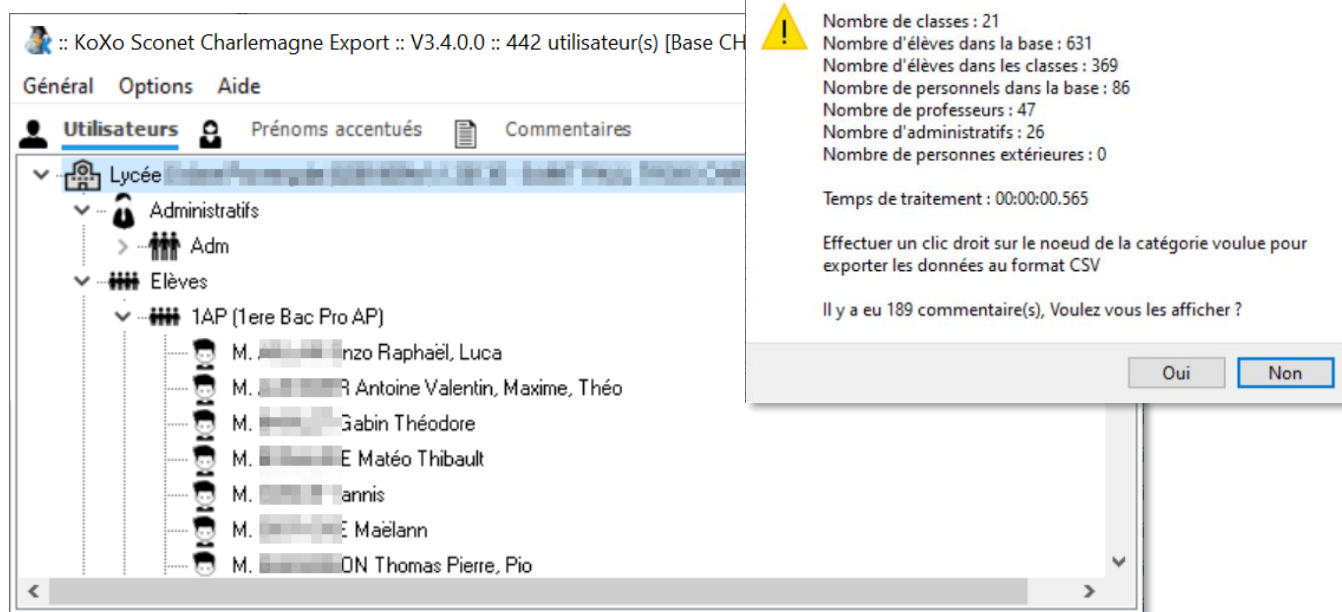 :: KoXo Sconet Charlemagne Export :: V3.4.0.0 :: 442 utilisateur(s) [Base CH
Général Options Aide
Utilisateurs Prénoms accentués Commentaires
Lycée
Administratifs
Adm
Elèves
1AP (1ere Bac Pro AP)
M. nzo Raphaël, Luca
M. R Antoine Valentin, Maxime, Théo
M. Gabin Théodore
M. E Matéo Thibault
M. annis
M. E Maëlann
M. ON Thomas Pierre, Pio
Nombre de classes : 21
Nombre d'élèves dans la base : 631
Nombre d'élèves dans les classes : 369
Nombre de personnels dans la base : 86
Nombre de professeurs : 47
Nombre d'administratifs : 26
Nombre de personnes extérieures : 0
Temps de traitement : 00:00:00.565
Effectuer un clic droit sur le noeud de la catégorie voulue pour
exporter les données au format CSV
Il y a eu 189 commentaire(s), Voulez vous les afficher ?
Oui Non